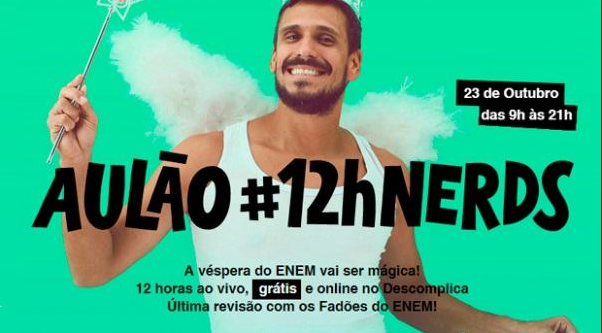 23 de Outubro
das 9h às 21h
AULÃO #12hNERDS
A véspera do ENEM vai ser mágica!
12 horas ao vivo, grátis e online no Descomplica
Última revisão com os Fadões do ENEM!